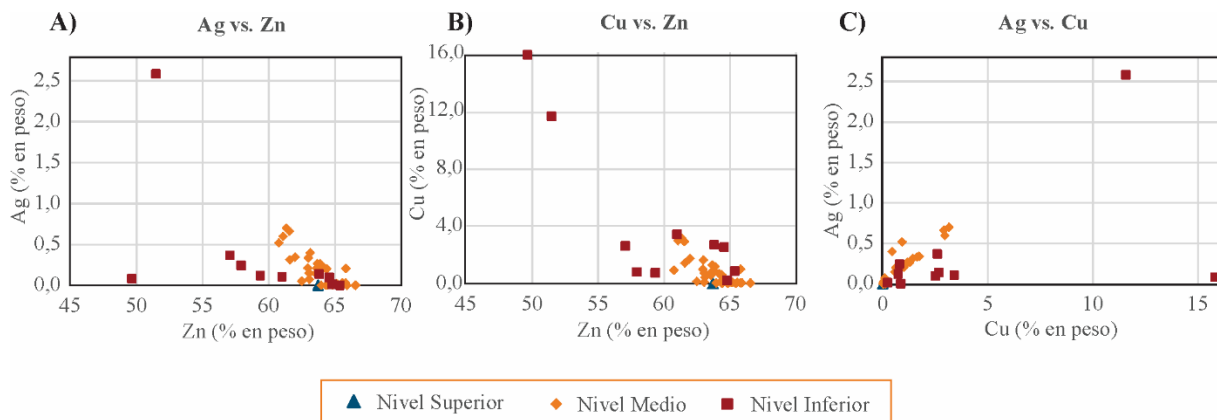 A)
Ag vs. Zn
Ag (% en peso)
2,5
2,0
1,5
1,0
0,5
0,0
45 50 55 60 65 70
Zn (% en peso)
B)
Cu vs. Zn
Cu (% en peso)
16,0
12,0
8,0
4,0
0,0
45 50 55 60 65 70
Zn (% en peso)
C)
Ag vs. Cu
Ag (% en peso)
2,5
2,0
1,5
1,0
0,5
0,0
0 5 10 15
Cu (% en peso)
Nivel Superior Nivel Medio Nivel Inferior